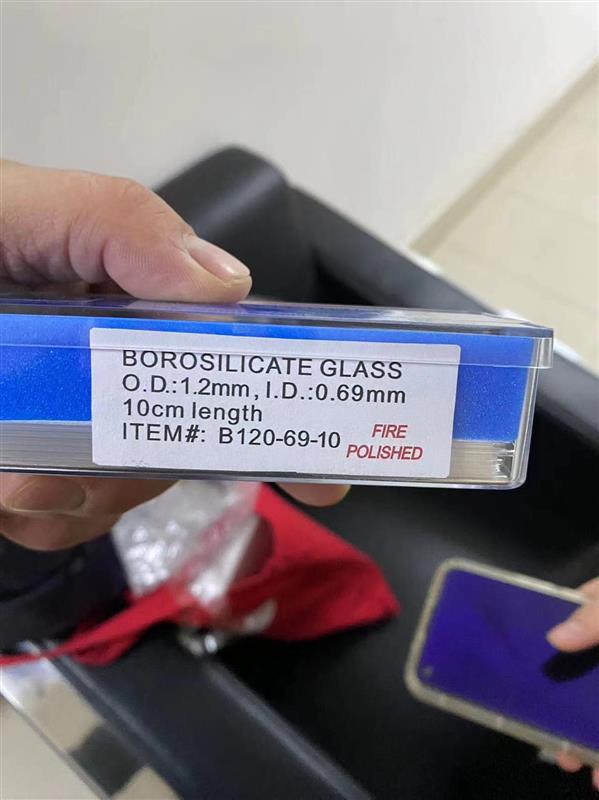 BOROSILICATE GLASS
O.D.:1.2mm, I.D.:0.69mm
10cm length
ITEM#: B120-69-10
FIRE
POLISHED